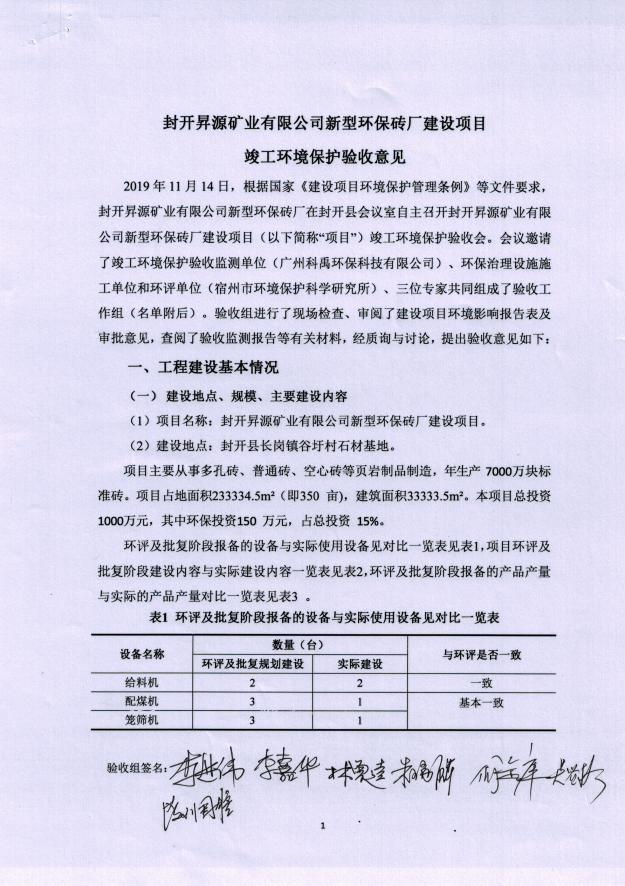 封开昇源矿业有限公司新型环保砖厂建设项目
竣工环境保护验收意见
2019 年 11 月 14 日，根据国家《建设项目环境保护管理条例》等文件要求，
封开昇源矿业有限公司新型环保砖厂在封开县会议室自主召开封开昇源矿业有限
公司新型环保砖厂建设项目（以下简称“项目”）竣工环境保护验收会。会议邀请
了竣工环境保护验收监测单位（广州科禹环保科技有限公司）、环保治理设施施
工单位和环评单位（宿州市环境保护科学研究所）、三位专家共同组成了验收工
作组（名单附后）。验收组进行了现场检查、审阅了建设项目环境影响报告表及
审批意见，查阅了验收监测报告等有关材料，经质询与讨论，提出验收意见如下：
一、工程建设基本情况
（一） 建设地点、规模、主要建设内容
（1）项目名称：封开昇源矿业有限公司新型环保砖厂建设项目。
（2）建设地点：封开县长岗镇谷圩村石材基地。
项目主要从事多孔砖、普通砖、空心砖等页岩制品制造，年生产 7000万块标
准砖。项目占地面积233334.5m²（即350 亩），建筑面积33333.5m²。本项目总投资
1000万元，其中环保投资150 万元，占总投资 15%。
环评及批复阶段报备的设备与实际使用设备见对比一览表见表1，项目环评及
批复阶段建设内容与实际建设内容一览表见表2，环评及批复阶段报备的产品产量
与实际的产品产量对比一览表见表3 。
表1 环评及批复阶段报备的设备与实际使用设备见对比一览表
设备名称 数量（台） 与环评是否一致
环评及批复规划建设 实际建设
给料机 2 2 一致
配煤机 3 1 基本一致
笼筛机 3 1
验收组签名： 李嘉华
1